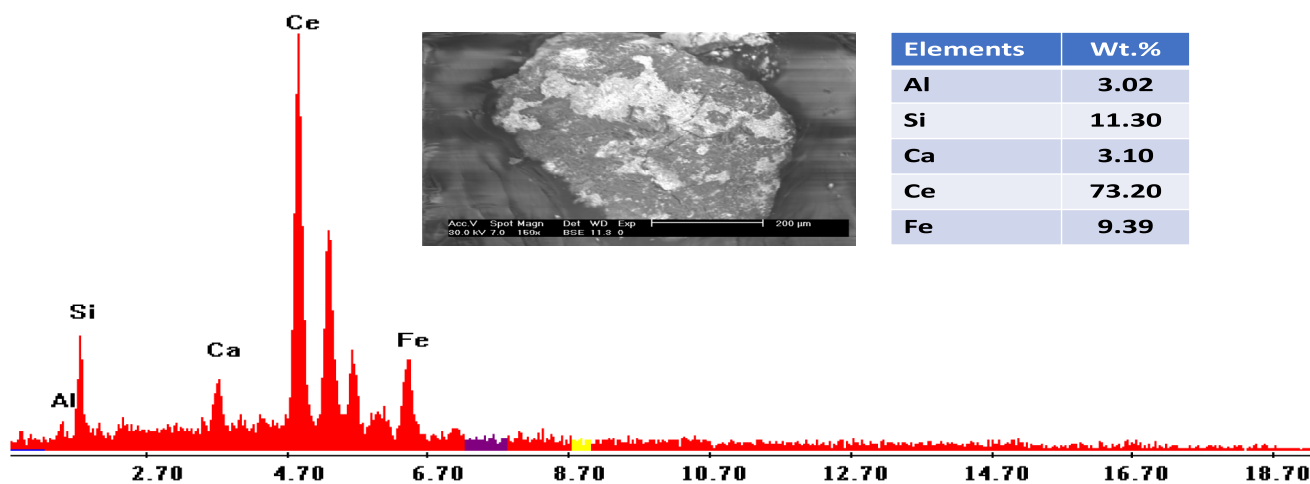 Ce
Si
Al
Ca
Fe
2.70 4.70 6.70 8.70 10.70 12.70 14.70 16.70 18.70
Acc.V Spot Magn Det WD Exp
30.0 kV 7.0 150x BSE 11.3 0
200 µm
Elements Wt.%
Al 3.02
Si 11.30
Ca 3.10
Ce 73.20
Fe 9.39